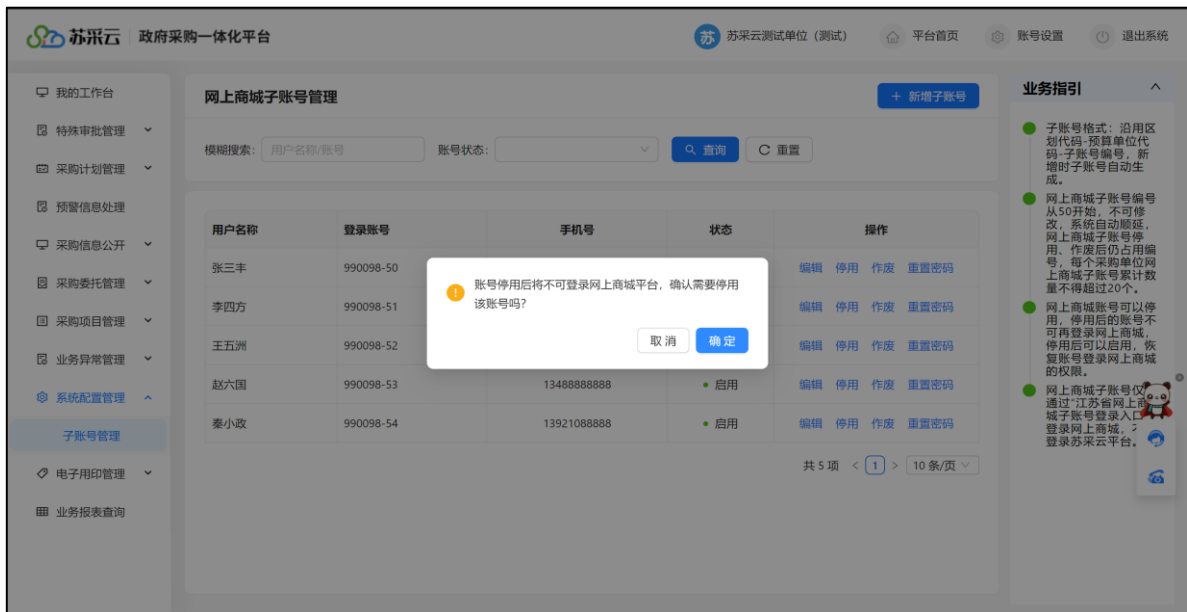 苏采云 政府采购一体化平台
苏 苏采云测试单位（测试） 平台首页 账号设置 退出系统
我的工作台
特殊审批管理
采购计划管理
预警信息处理
采购信息公开
采购委托管理
采购项目管理
业务异常管理
系统配置管理
子账号管理
电子用印管理
业务报表查询
网上商城子账号管理
+ 新增子账号
模糊搜索: 用户名称/账号 账号状态: 查询 重置
用户名称 登录账号 手机号 状态 操作
张三丰 990098-50 编辑 停用 作废 重置密码
李四方 990098-51 编辑 停用 作废 重置密码
王五洲 990098-52 编辑 停用 作废 重置密码
赵六国 990098-53 13488888888 启用 编辑 停用 作废 重置密码
秦小政 990098-54 13921088888 启用 编辑 停用 作废 重置密码
共 5 项 < 1 > 10 条/页
账号停用后将不可登录网上商城平台，确认需要停用
该账号吗?
取 消 确 定
业务指引
子账号格式：沿用区
划代码-预算单位代
码-子账号编号，新
增时子账号自动生
成。
网上商城子账号编号
从50开始，不可修
改，系统自动顺延，
网上商城子账号停
用、作废后仍占用编
号，每个采购单位网
上商城子账号累计数
量不得超过20个。
网上商城账号可以停
用，停用后的账号不
可再登录网上商城，
停用后可以启用，恢
复账号登录网上商城
的权限。
网上商城子账号仅
通过“江苏省网上商
城子账号登录入口
登录网上商城，
登录苏采云平台。